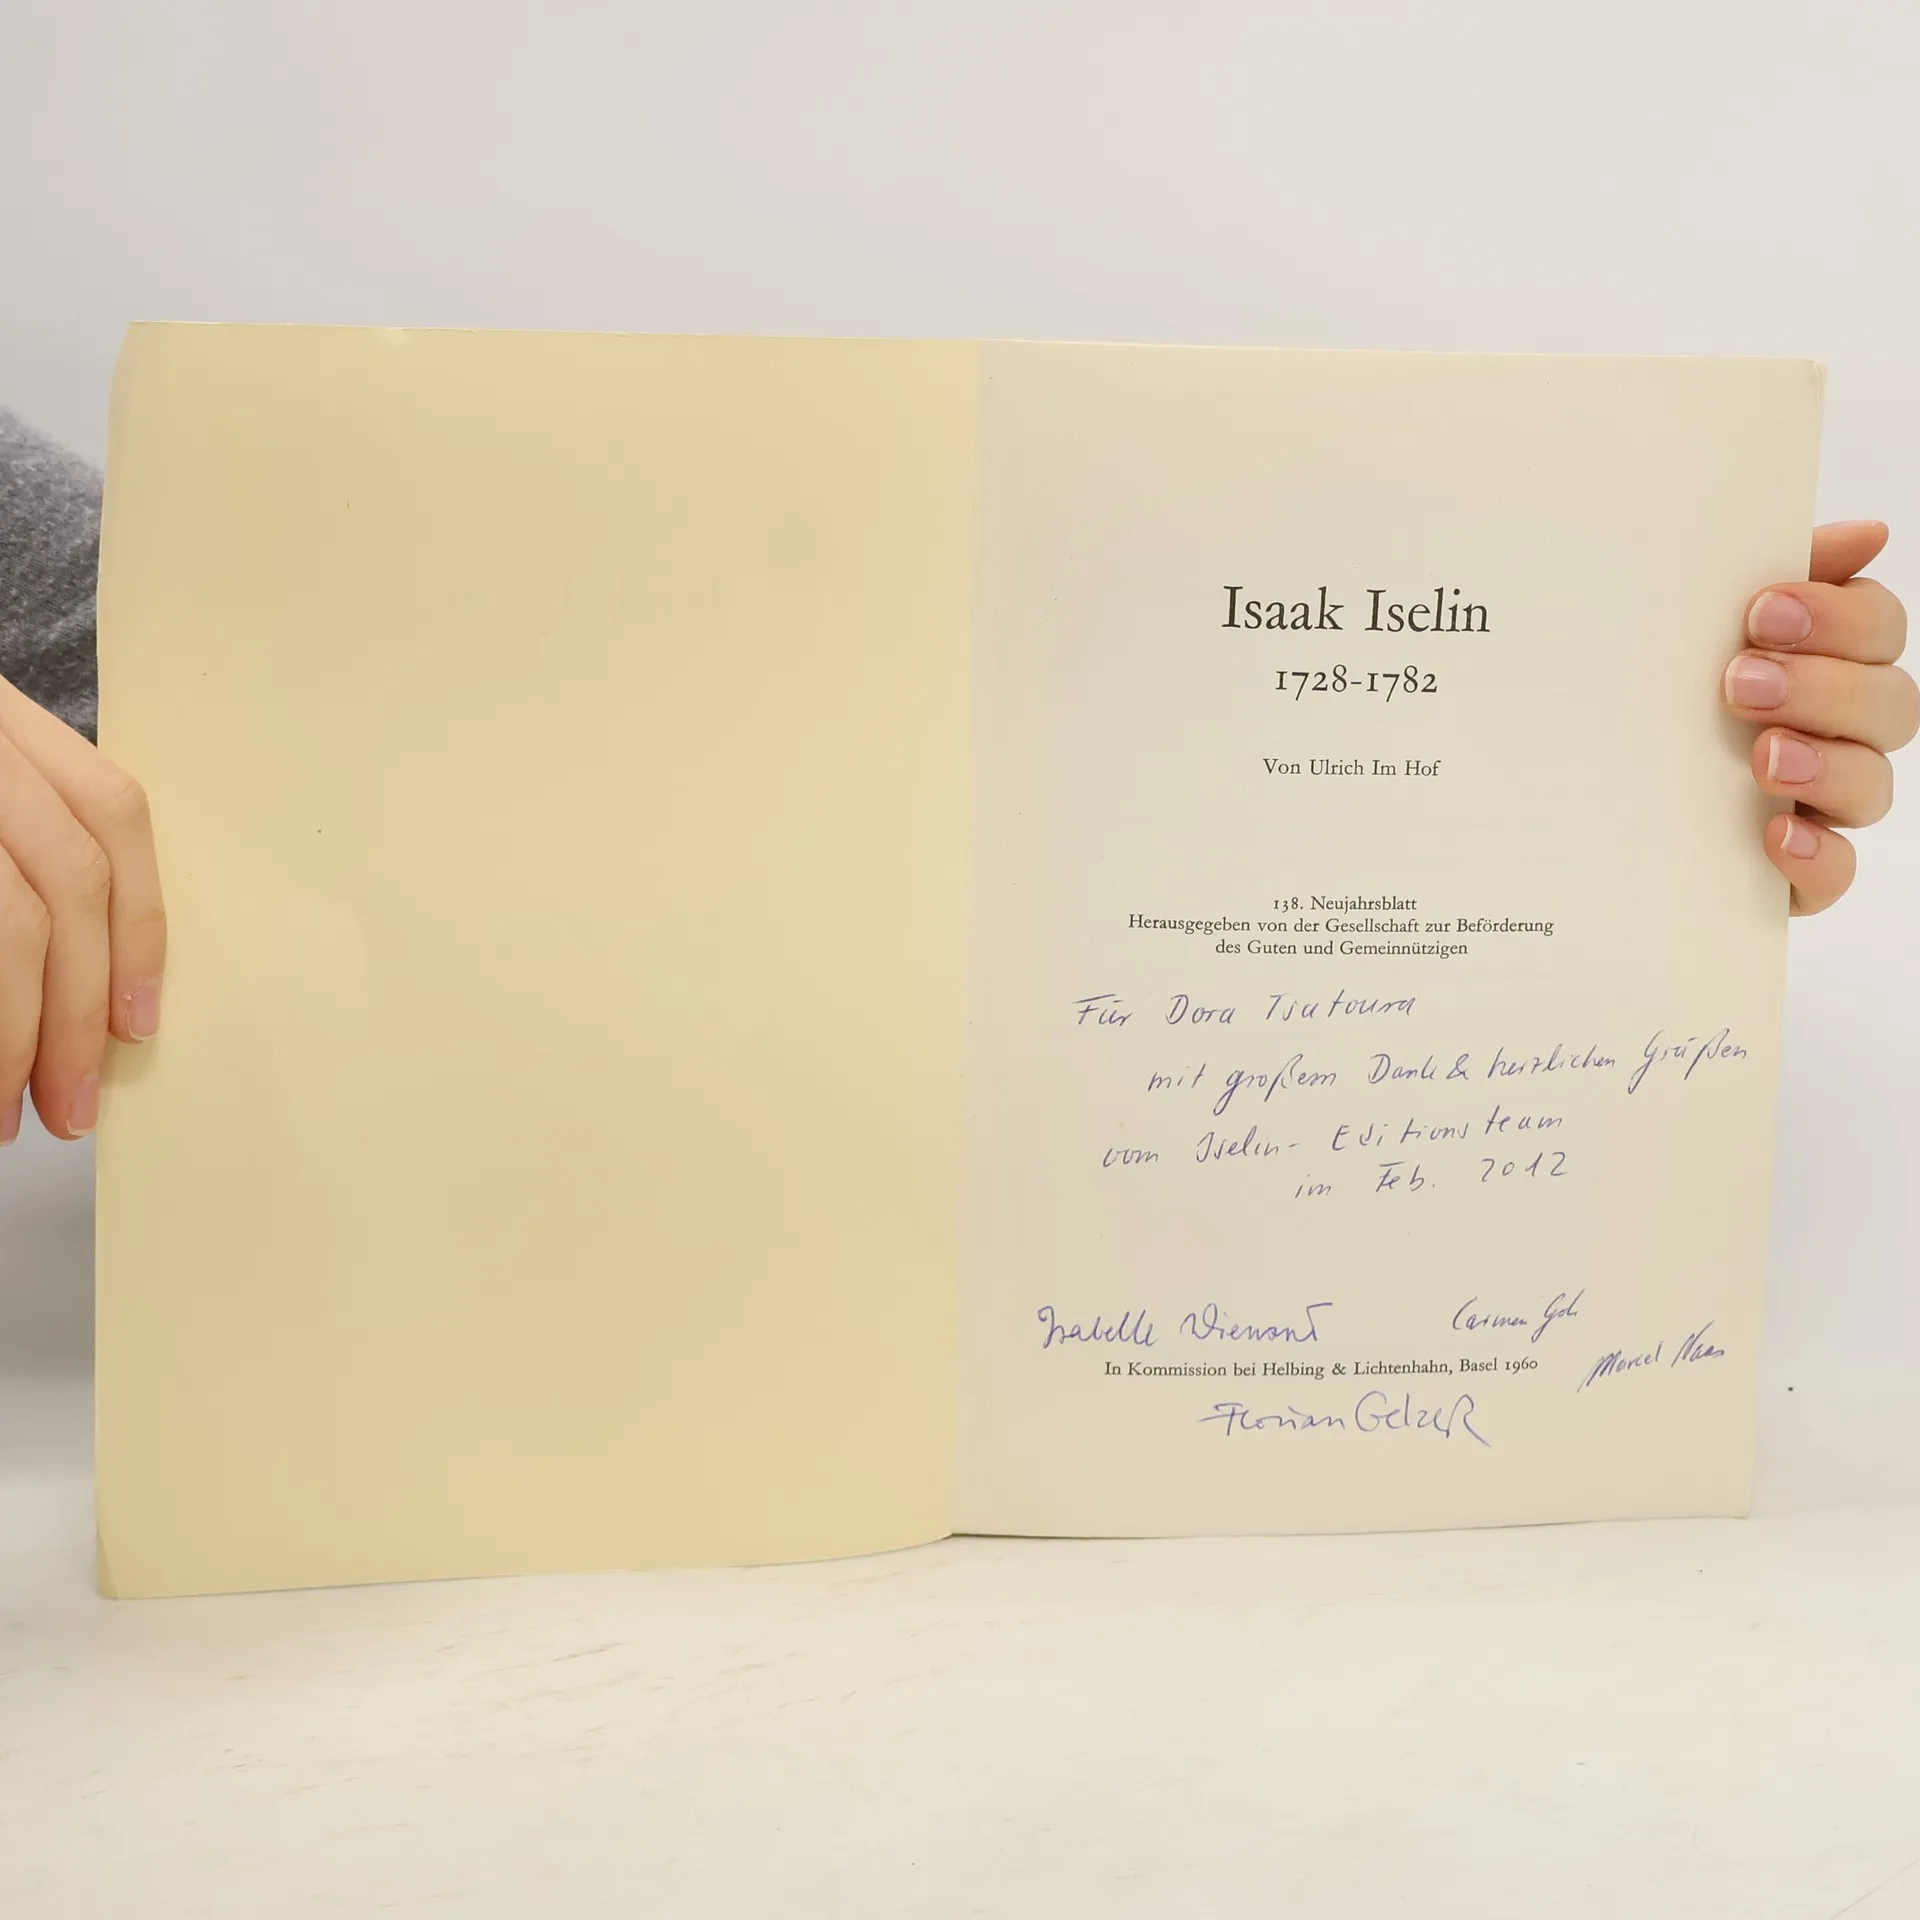 Isaak Iselin
1728-1782
Von Ulrich Im Hof
138. Neujahrsblatt
Herausgegeben von der Gesellschaft zur Beförderung
des Guten und Gemeinnützigen
Für Dora Tsatoura
mit großem Dank & herzlichen Grüßen
vom Iselin- Editionsteam
im Feb. 2012
Isabelle Wienand
Carmen
Marcel Naas
In Kommission bei Helbing & Lichtenhahn, Basel 1960
Florian Gelzer